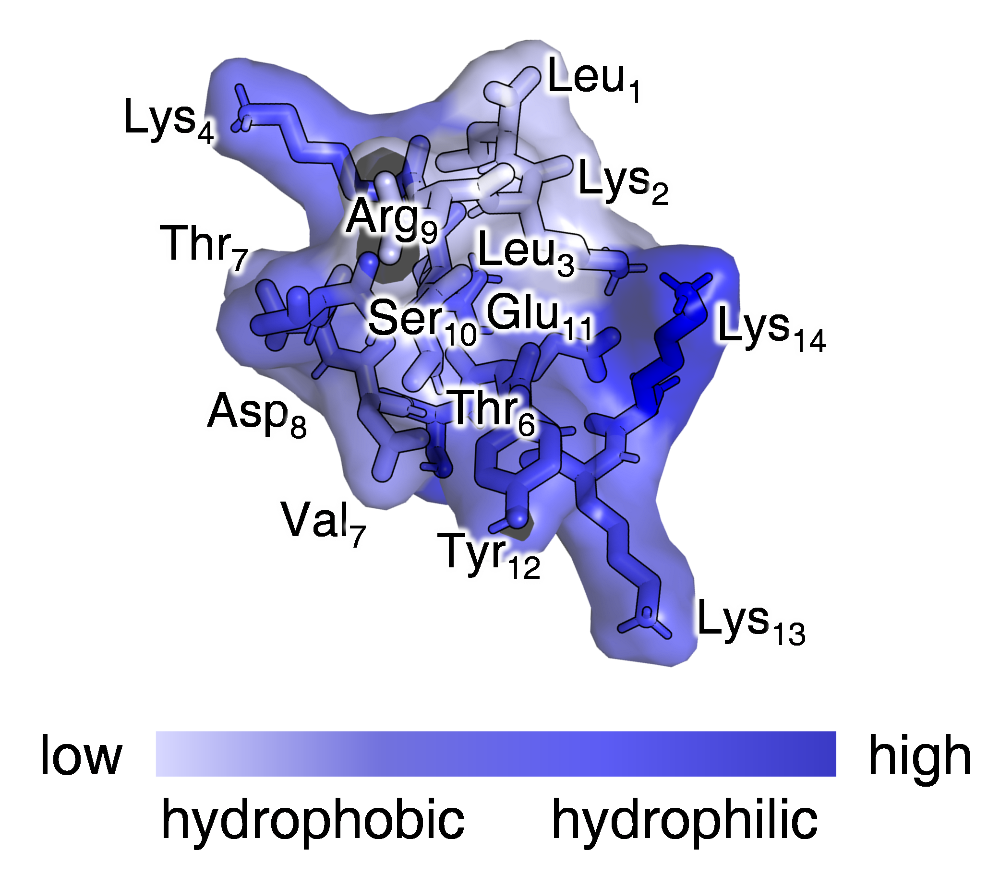 Leu1
Lys4
Lys2
Arg9
Thr7
Leu3
Ser10
Glu11
Lys14
Asp8
Thr6
Val7
Tyr12
Lys13
low
high
hydrophobic
hydrophilic